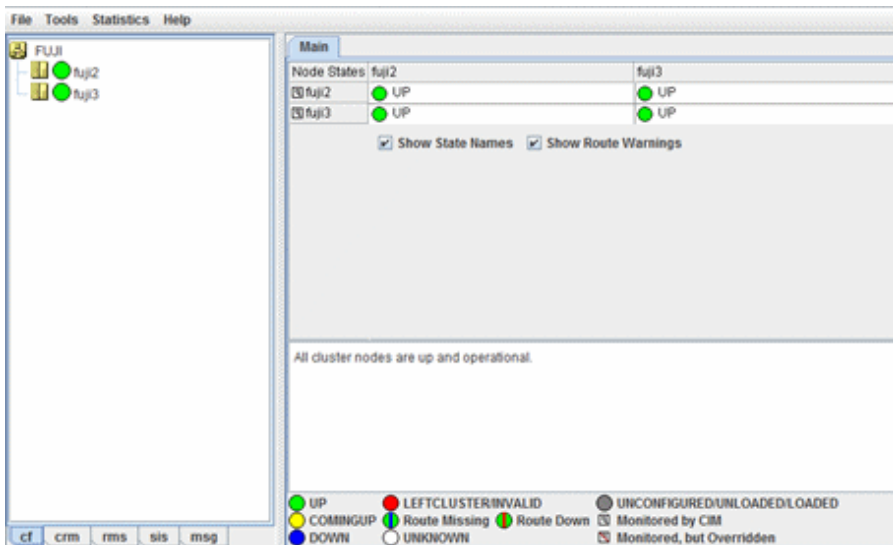 File Tools Statistics Help
FUJI
fuji2
fuji3
Main
Node States fuji2 fuji3
fuji2 UP UP
fuji3 UP UP
Show State Names Show Route Warnings
All cluster nodes are up and operational.
UP LEFTCLUSTER/INVALID UNCONFIGURED/UNLOADED/LOADED
COMINGUP Route Missing Route Down Monitored by CIM
DOWN UNKNOWN Monitored, but Overridden
cf crm rms sis msg